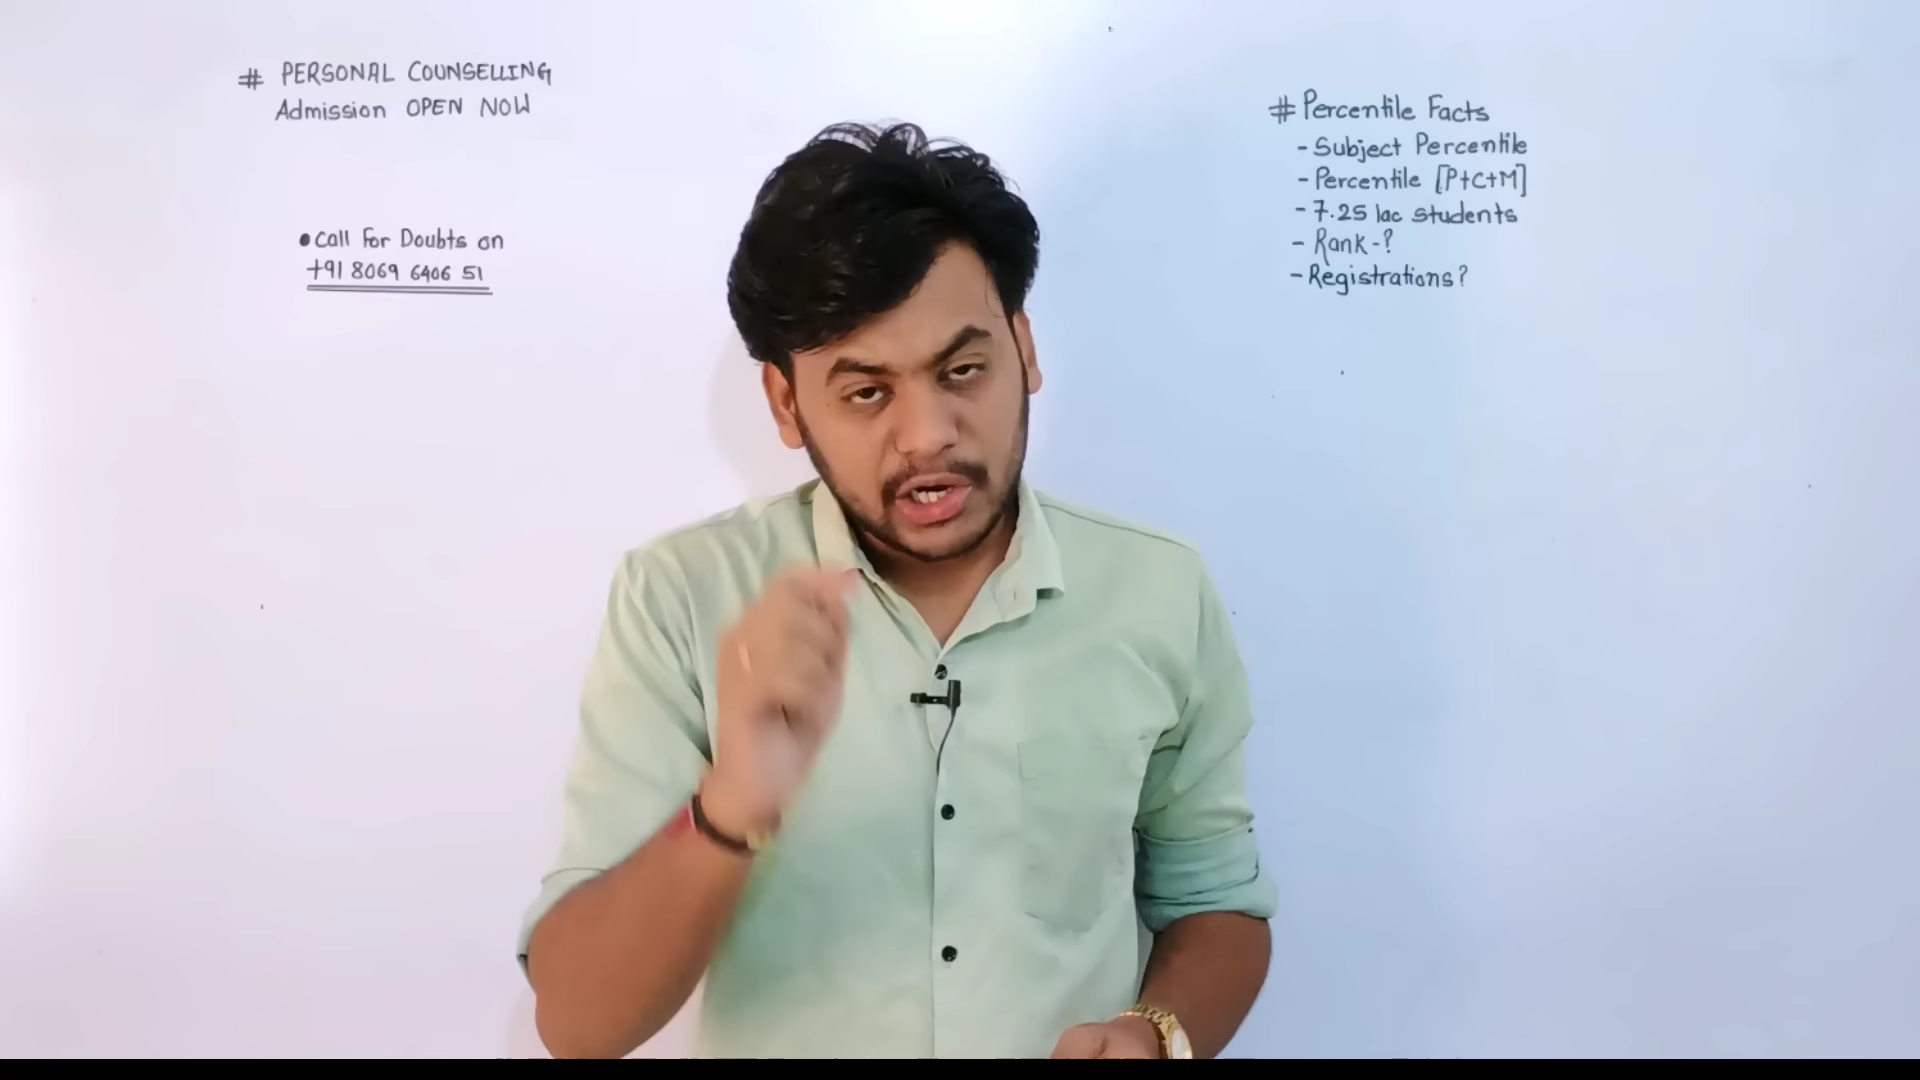 # PERSONAL COUNSELLING
Admission OPEN NOW
• Call For Doubts on
+91 8069 6406 51
# Percentile Facts
- Subject Percentile
- Percentile [P+C+M]
- 7.25 lac students
- Rank-?
- Registrations?